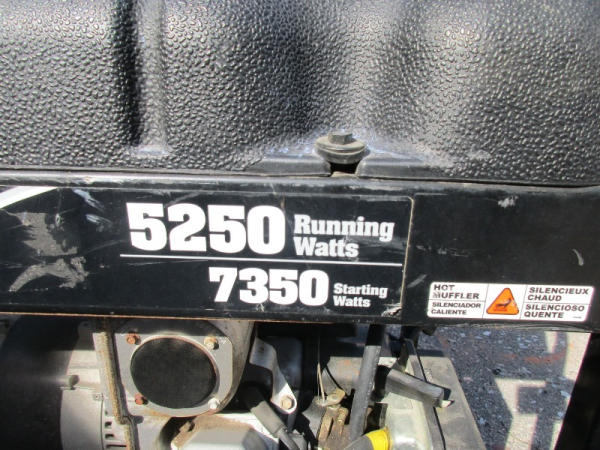 5250 Running Watts
7350 Starting Watts
HOT MUFFLER
SILENCIADOR CALIENTE
SILENCIEUX CHAUD
SILENCIOSO QUENTE